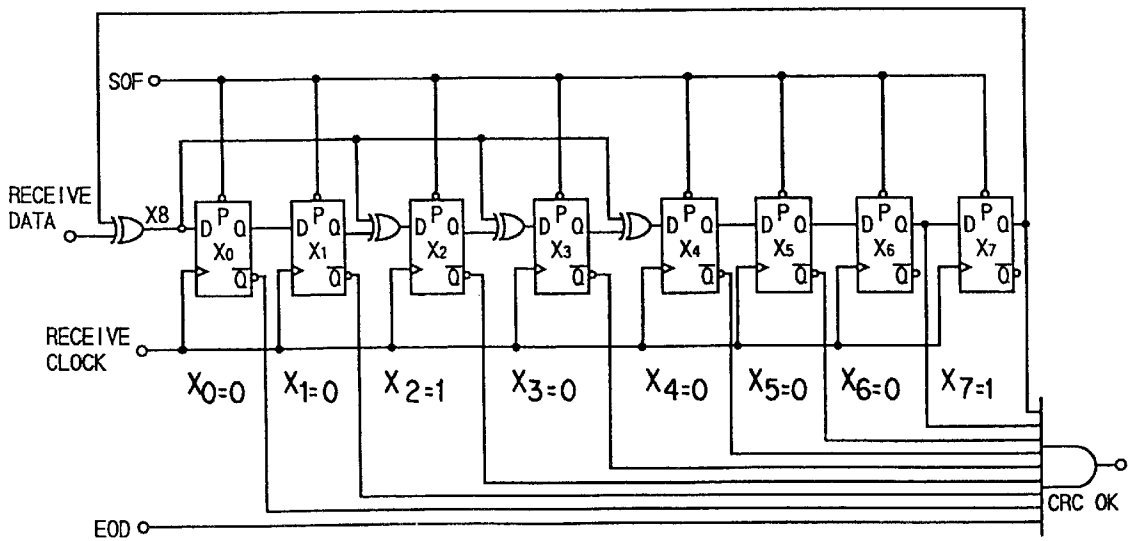 SOF
RECEIVE
DATA
X8
D P Q
X0
Q
D P Q
X1
Q
D P Q
X2
Q
D P Q
X3
Q
D P Q
X4
Q
D P Q
X5
Q
D P Q
X6
Q
D P Q
X7
Q
RECEIVE
CLOCK
X0=0 X1=0 X2=1 X3=0 X4=0 X5=0 X6=0 X7=1
CRC OK
EOD